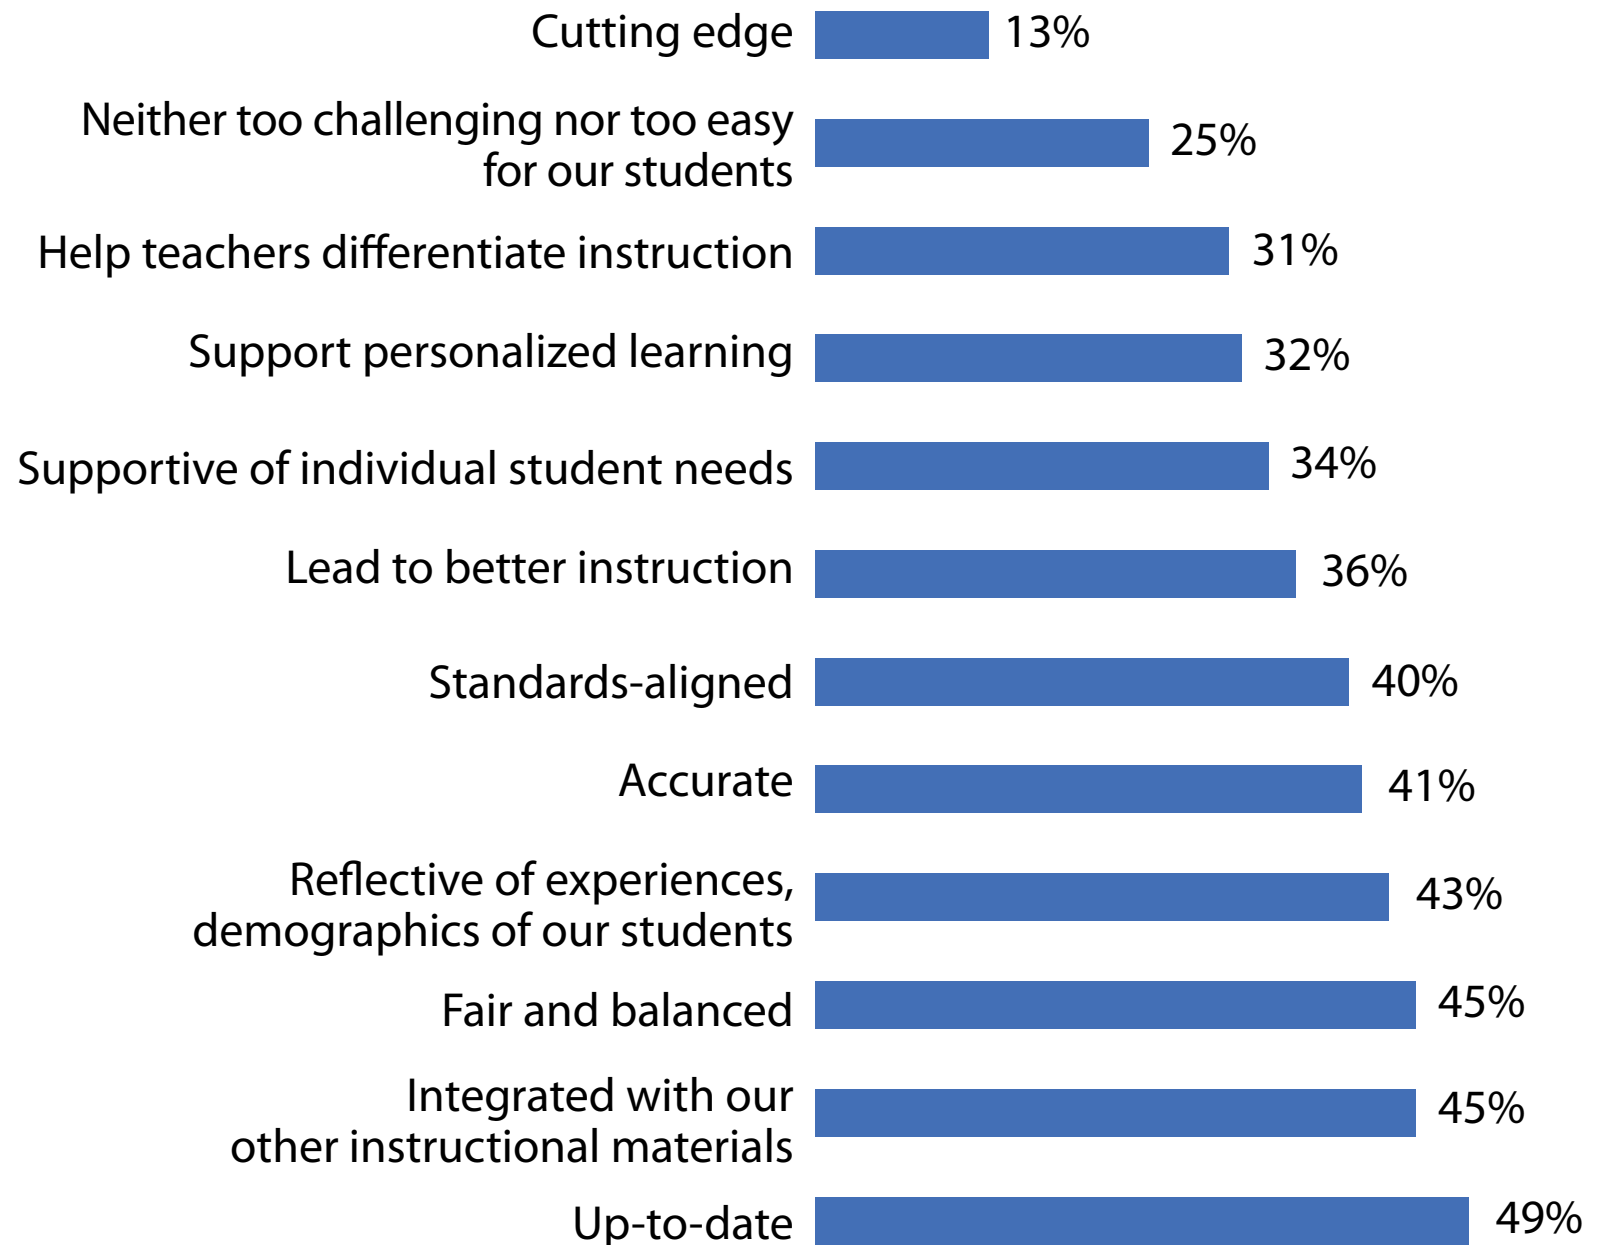 Cutting edge 13%
Neither too challenging nor too easy
for our students 25%
Help teachers differentiate instruction 31%
Support personalized learning 32%
Supportive of individual student needs 34%
Lead to better instruction 36%
Standards-aligned 40%
Accurate 41%
Reflective of experiences,
demographics of our students 43%
Fair and balanced 45%
Integrated with our
other instructional materials 45%
Up-to-date 49%